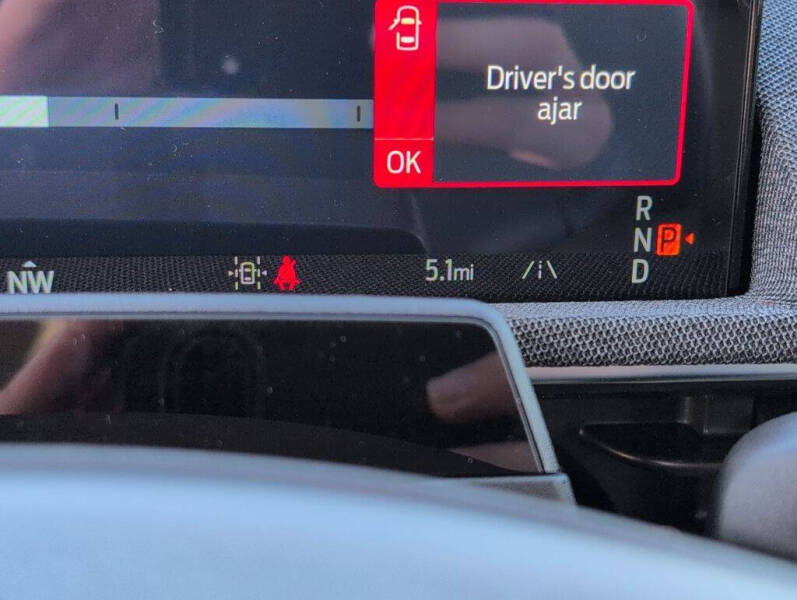 Driver's door
ajar
OK
R
N P
D
NW
5.1mi